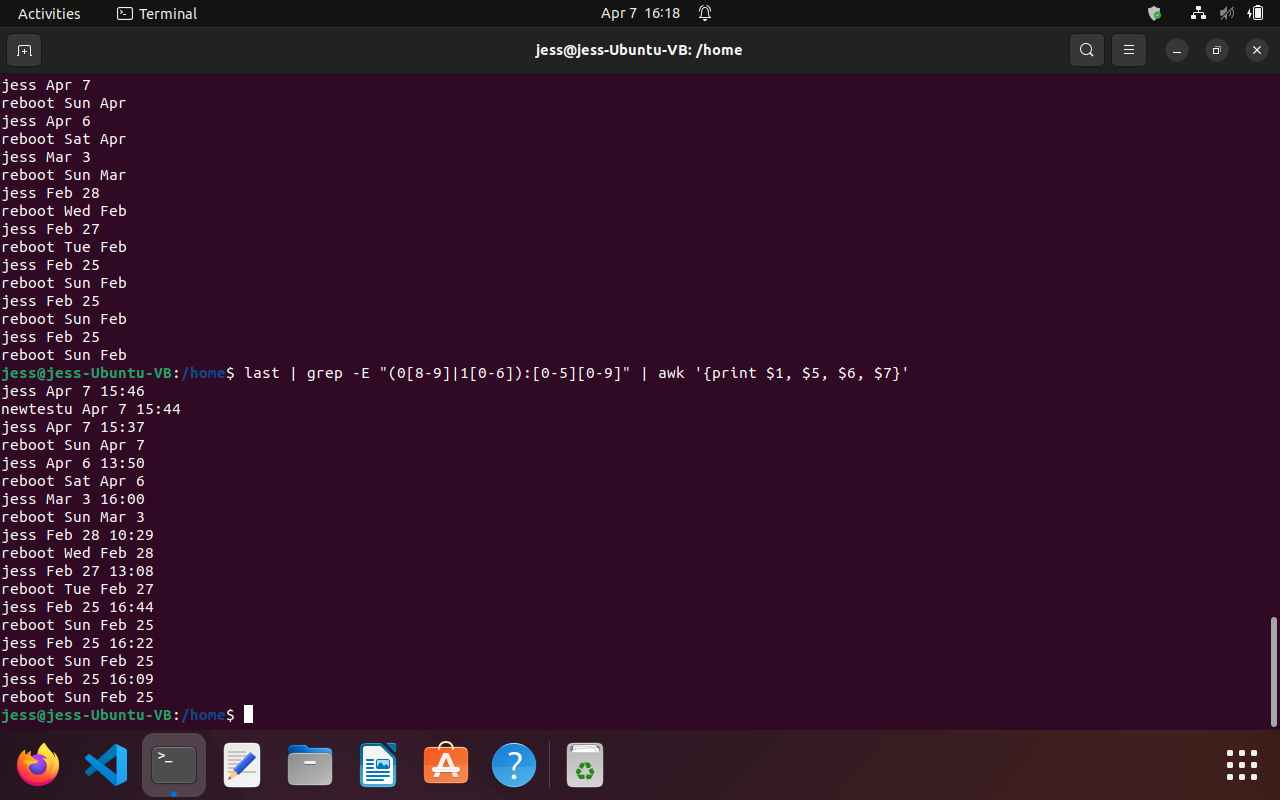 Activities
Terminal
Apr 7 16:18
jess@jess-Ubuntu-VB: /home
jess Apr 7
reboot Sun Apr
jess Apr 6
reboot Sat Apr
jess Mar 3
reboot Sun Mar
jess Feb 28
reboot Wed Feb
jess Feb 27
reboot Tue Feb
jess Feb 25
reboot Sun Feb
jess Feb 25
reboot Sun Feb
jess Feb 25
reboot Sun Feb
jess@jess-Ubuntu-VB:/home$ last | grep -E "(0[8-9]|1[0-6]):[0-5][0-9]" | awk '{print $1, $5, $6, $7}'
jess Apr 7 15:46
newtestu Apr 7 15:44
jess Apr 7 15:37
reboot Sun Apr 7
jess Apr 6 13:50
reboot Sat Apr 6
jess Mar 3 16:00
reboot Sun Mar 3
jess Feb 28 10:29
reboot Wed Feb 28
jess Feb 27 13:08
reboot Tue Feb 27
jess Feb 25 16:44
reboot Sun Feb 25
jess Feb 25 16:22
reboot Sun Feb 25
jess Feb 25 16:09
reboot Sun Feb 25
jess@jess-Ubuntu-VB:/home$